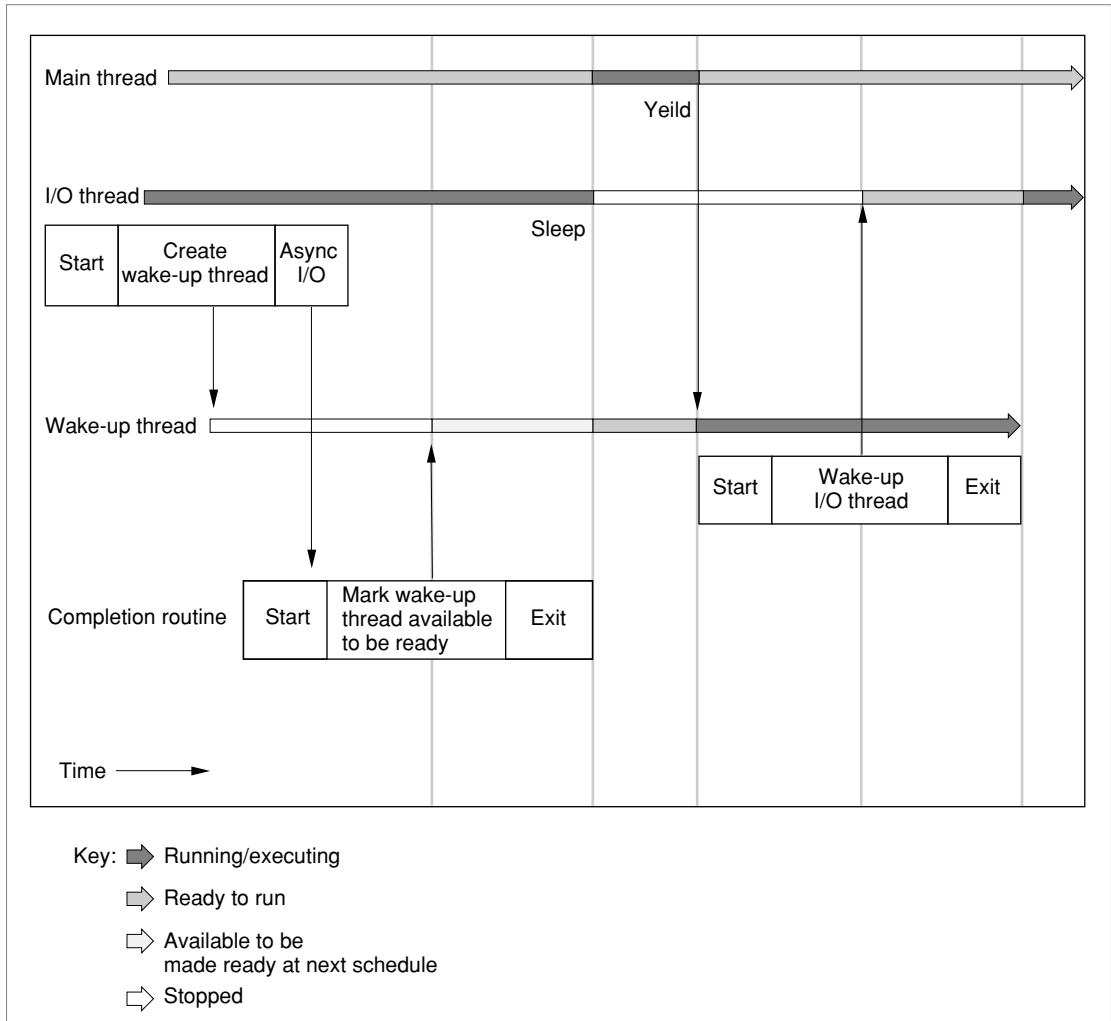 Main thread
Yeild
I/O thread
Sleep
Start
Create
wake-up thread
Async
I/O
Wake-up thread
Start
Wake-up
I/O thread
Exit
Completion routine
Start
Mark wake-up
thread available
to be ready
Exit
Time
Key:
Running/executing
Ready to run
Available to be
made ready at next schedule
Stopped